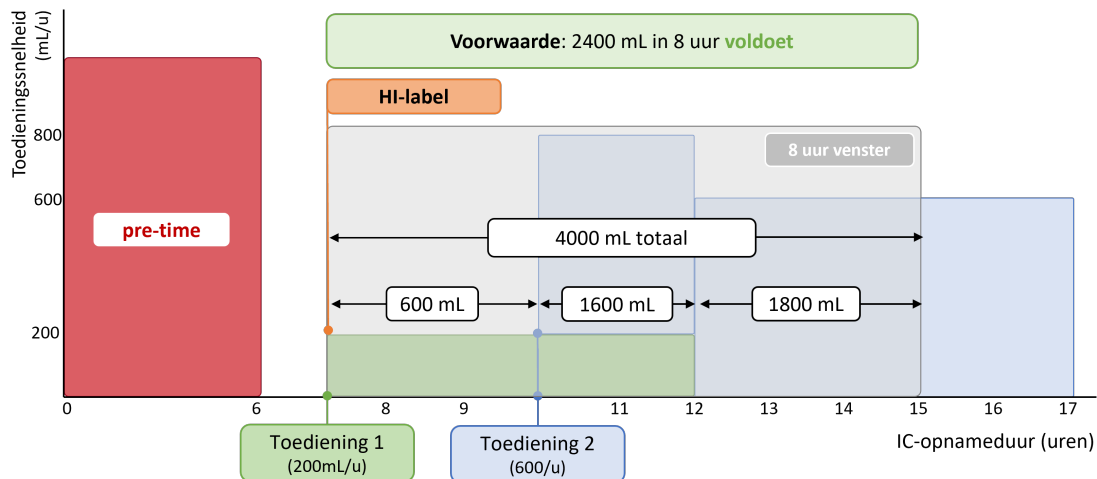 Toedieningssnelheid
(mL/u)
Voorwaarde: 2400 mL in 8 uur voldoet
HI-label
800
8 uur venster
600
pre-time
4000 mL totaal
600 mL
1600 mL
1800 mL
200
0
6
8
9
11
12
13
14
15
16
17
Toediening 1
(200mL/u)
Toediening 2
(600/u)
IC-opnameduur (uren)